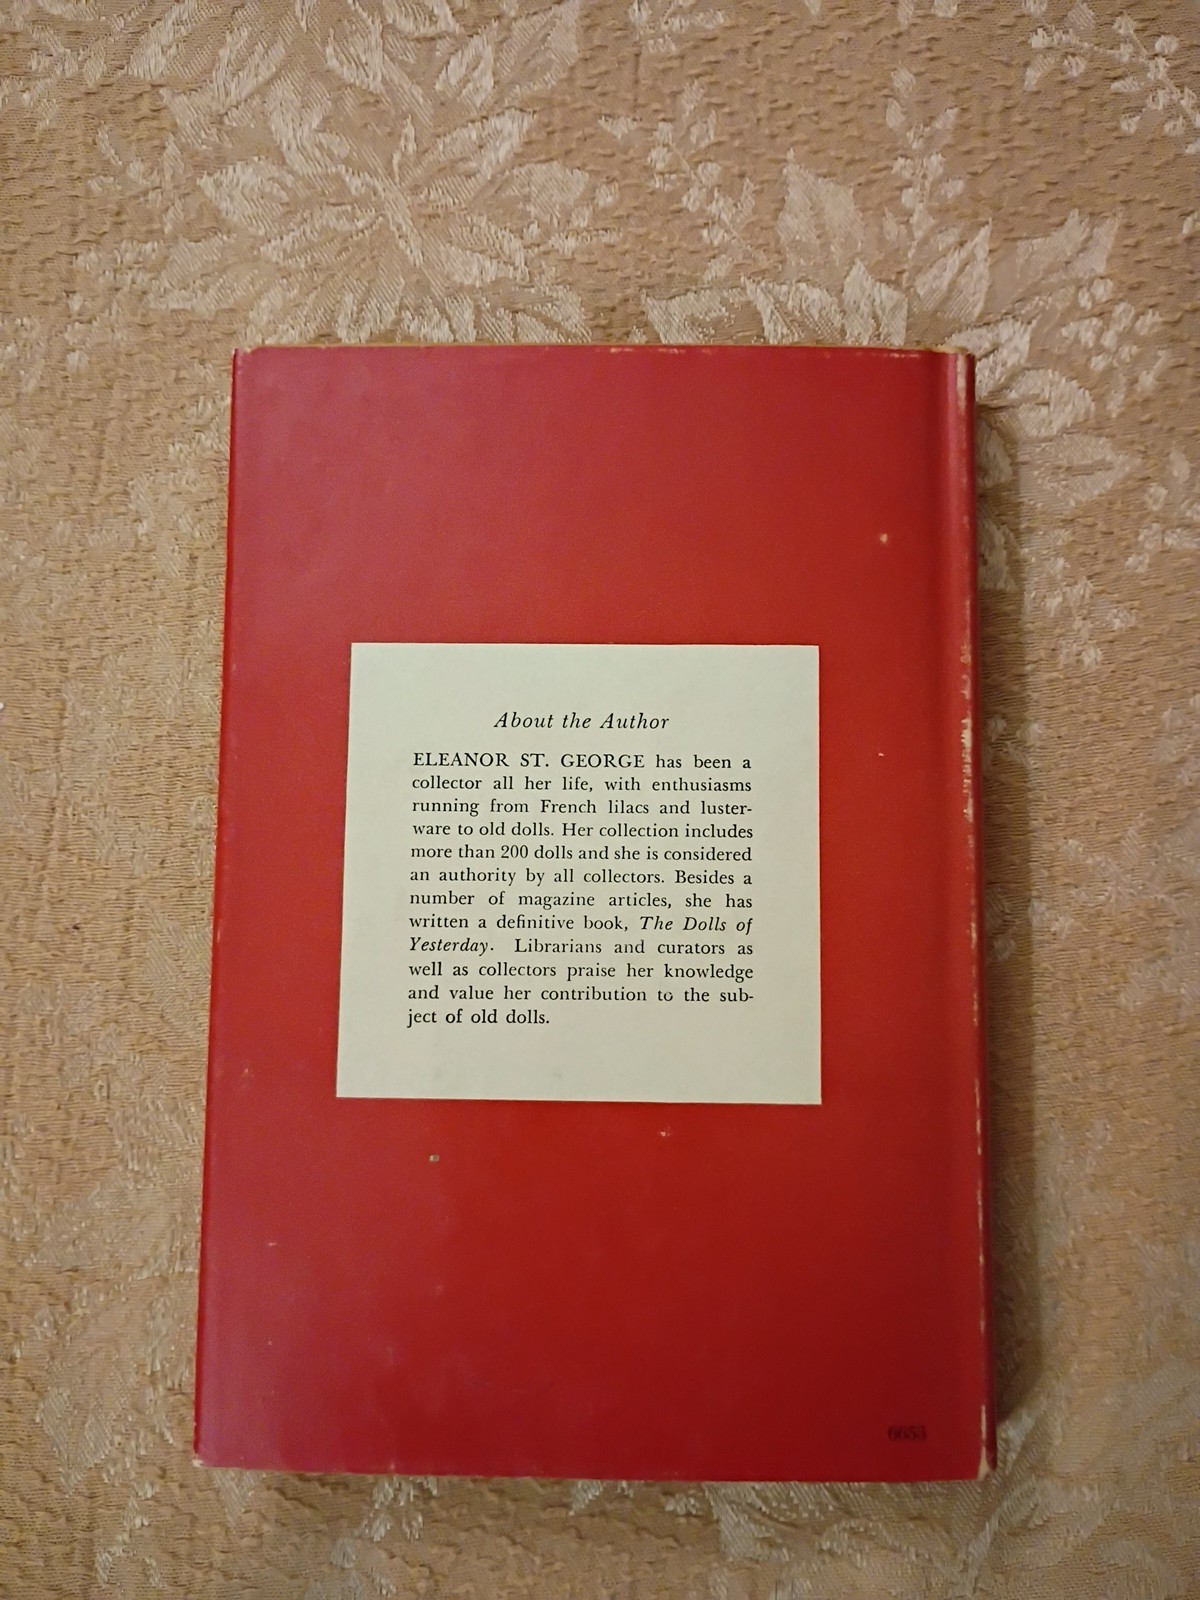 About the Author
ELEANOR ST. GEORGE has been a
collector all her life, with enthusiasms
running from French lilacs and luster-
ware to old dolls. Her collection includes
more than 200 dolls and she is considered
an authority by all collectors. Besides a
number of magazine articles, she has
written a definitive book, The Dolls of
Yesterday. Librarians and curators as
well as collectors praise her knowledge
and value her contribution to the sub-
ject of old dolls.
6653